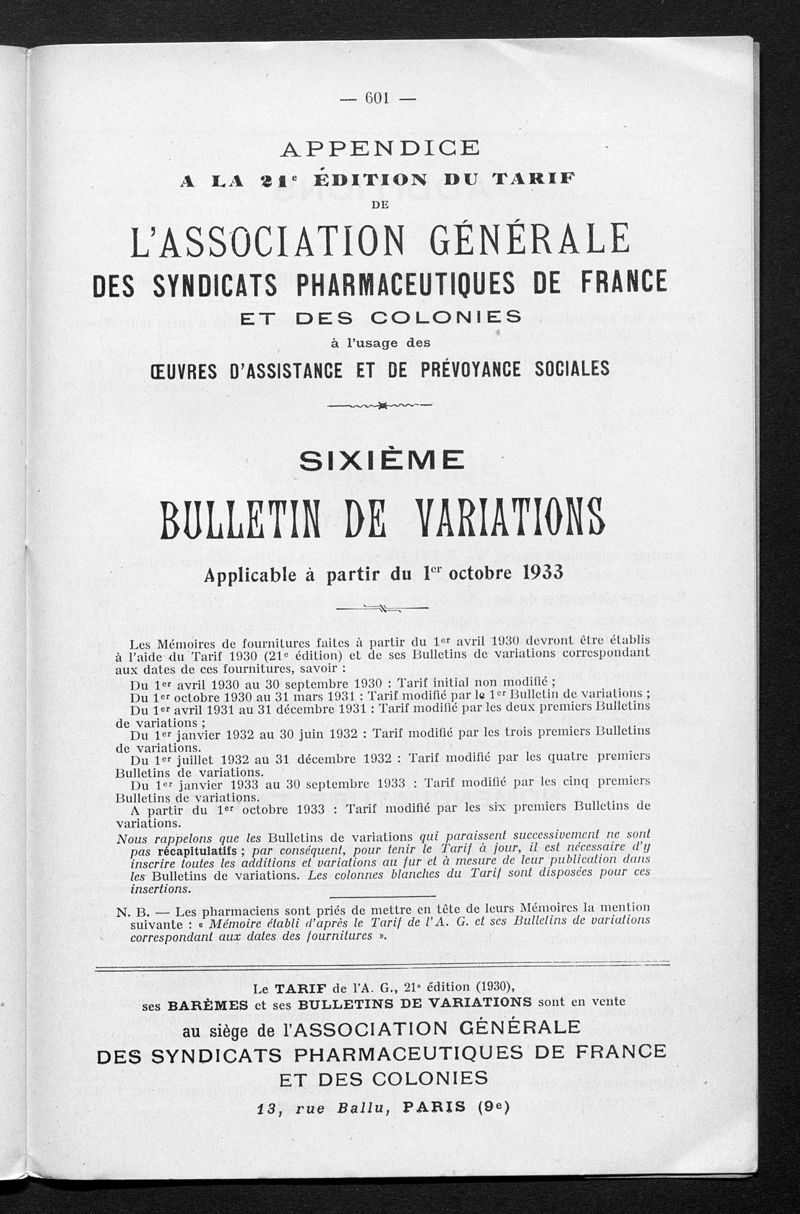 — 601 —
APPENDICE
A LA 21e ÉDITION DU TARIF
DE
L'ASSOCIATION GÉNÉRALE
DES SYNDICATS PHARMACEUTIQUES DE FRANCE
ET DES COLONIES
à l'usage des
ŒUVRES D'ASSISTANCE ET DE PRÉVOYANCE SOCIALES
SIXIÈME
BULLETIN DE VARIATIONS
Applicable à partir du 1er octobre 1933
Les Mémoires de fournitures faites à partir du 1er avril 1930 devront être établis
à l'aide du Tarif 1930 (21e édition) et de ses Bulletins de variations correspondant
aux dates de ces fournitures, savoir :
Du 1er avril 1930 au 30 septembre 1930 : Tarif initial non modifié ;
Du 1er octobre 1930 au 31 mars 1931 : Tarif modifié par le 1er Bulletin de variations ;
Du 1er avril 1931 au 31 décembre 1931 : Tarif modifié par les deux premiers Bulletins
de variations ;
Du 1er janvier 1932 au 30 juin 1932 : Tarif modifié par les trois premiers Bulletins
de variations.
Du 1er juillet 1932 au 31 décembre 1932 : Tarif modifié par les quatre premiers
Bulletins de variations.
Du 1er janvier 1933 au 30 septembre 1933 : Tarif modifié par les cinq premiers
Bulletins de variations.
A partir du 1er octobre 1933 : Tarif modifié par les six premiers Bulletins de
variations.
Nous rappelons que les Bulletins de variations qui paraissent successivement ne sont
pas récapitulatifs ; par conséquent, pour tenir le Tarif à jour, il est nécessaire d'y
inscrire toutes les additions et variations au fur et à mesure de leur publication dans
les Bulletins de variations. Les colonnes blanches du Tarif sont disposées pour ces
insertions.
N. B. — Les pharmaciens sont priés de mettre en tête de leurs Mémoires la mention
suivante : « Mémoire établi d'après le Tarif de l'A. G. et ses Bulletins de variations
correspondant aux dates des fournitures ».
Le TARIF de l'A. G., 21e édition (1930),
ses BARÈMES et ses BULLETINS DE VARIATIONS sont en vente
au siège de l'ASSOCIATION GÉNÉRALE
DES SYNDICATS PHARMACEUTIQUES DE FRANCE
ET DES COLONIES
13, rue Ballu, PARIS (9e)